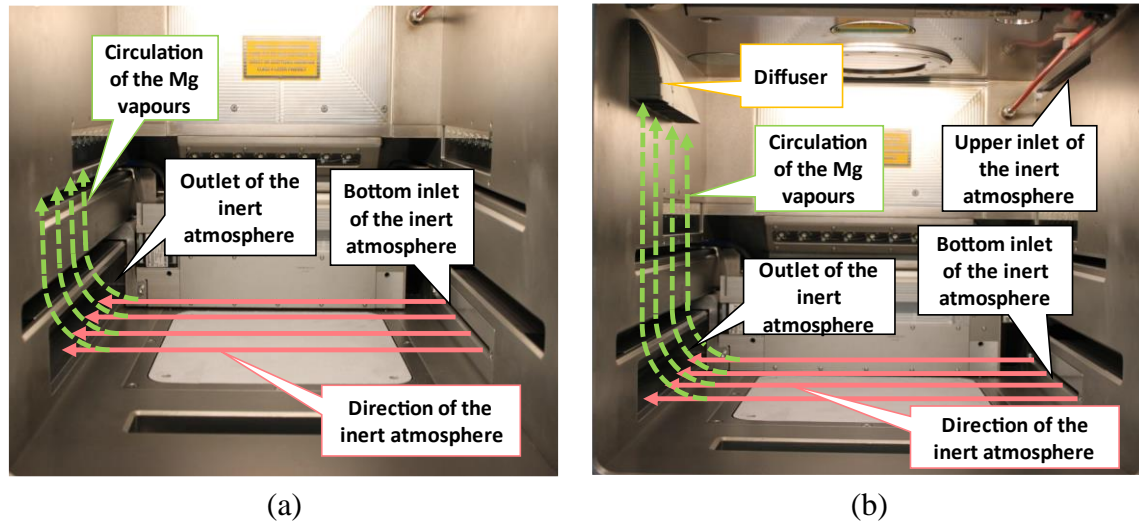 Circulation
of the Mg
vapours
Outlet of the
inert
atmosphere
Bottom inlet
of the inert
atmosphere
Direction of the
inert atmosphere
(a)
Diffuser
Circulation
of the Mg
vapours
Upper inlet of
the inert
atmosphere
Bottom inlet
of the inert
atmosphere
Outlet of the
inert
atmosphere
Direction of the
inert atmosphere
(b)